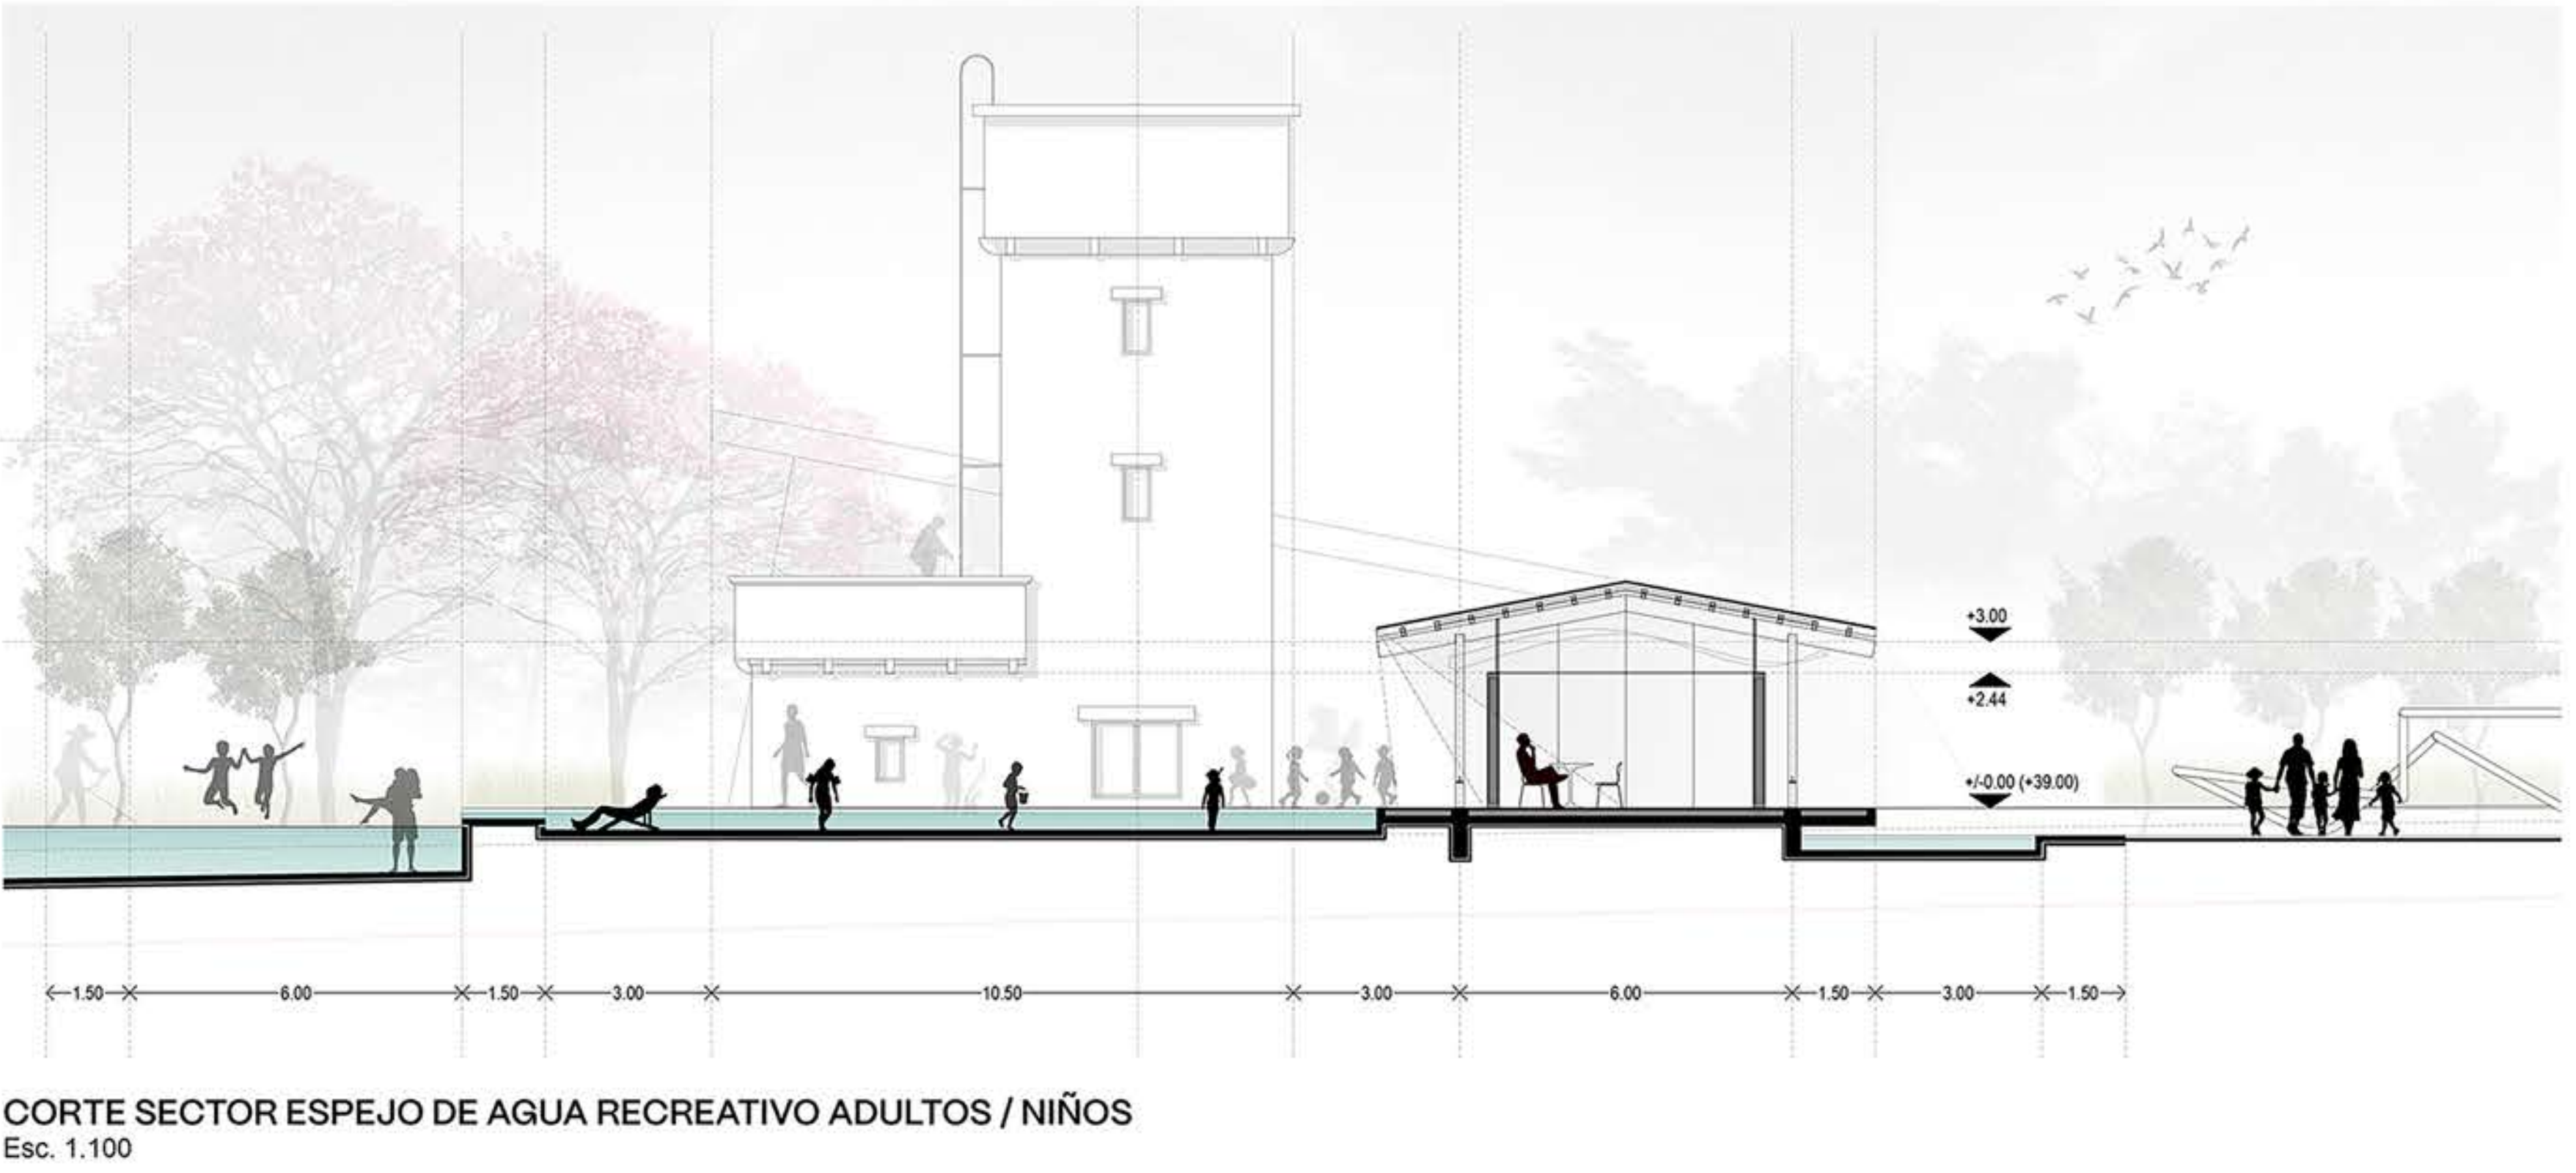 +3.00
+2.44
+/-0.00 (+39.00)
1.50 6.00 1.50 3.00 10.50 3.00 6.00 1.50 3.00 1.50
CORTE SECTOR ESPEJO DE AGUA RECREATIVO ADULTOS / NIÑOS
Esc. 1.100